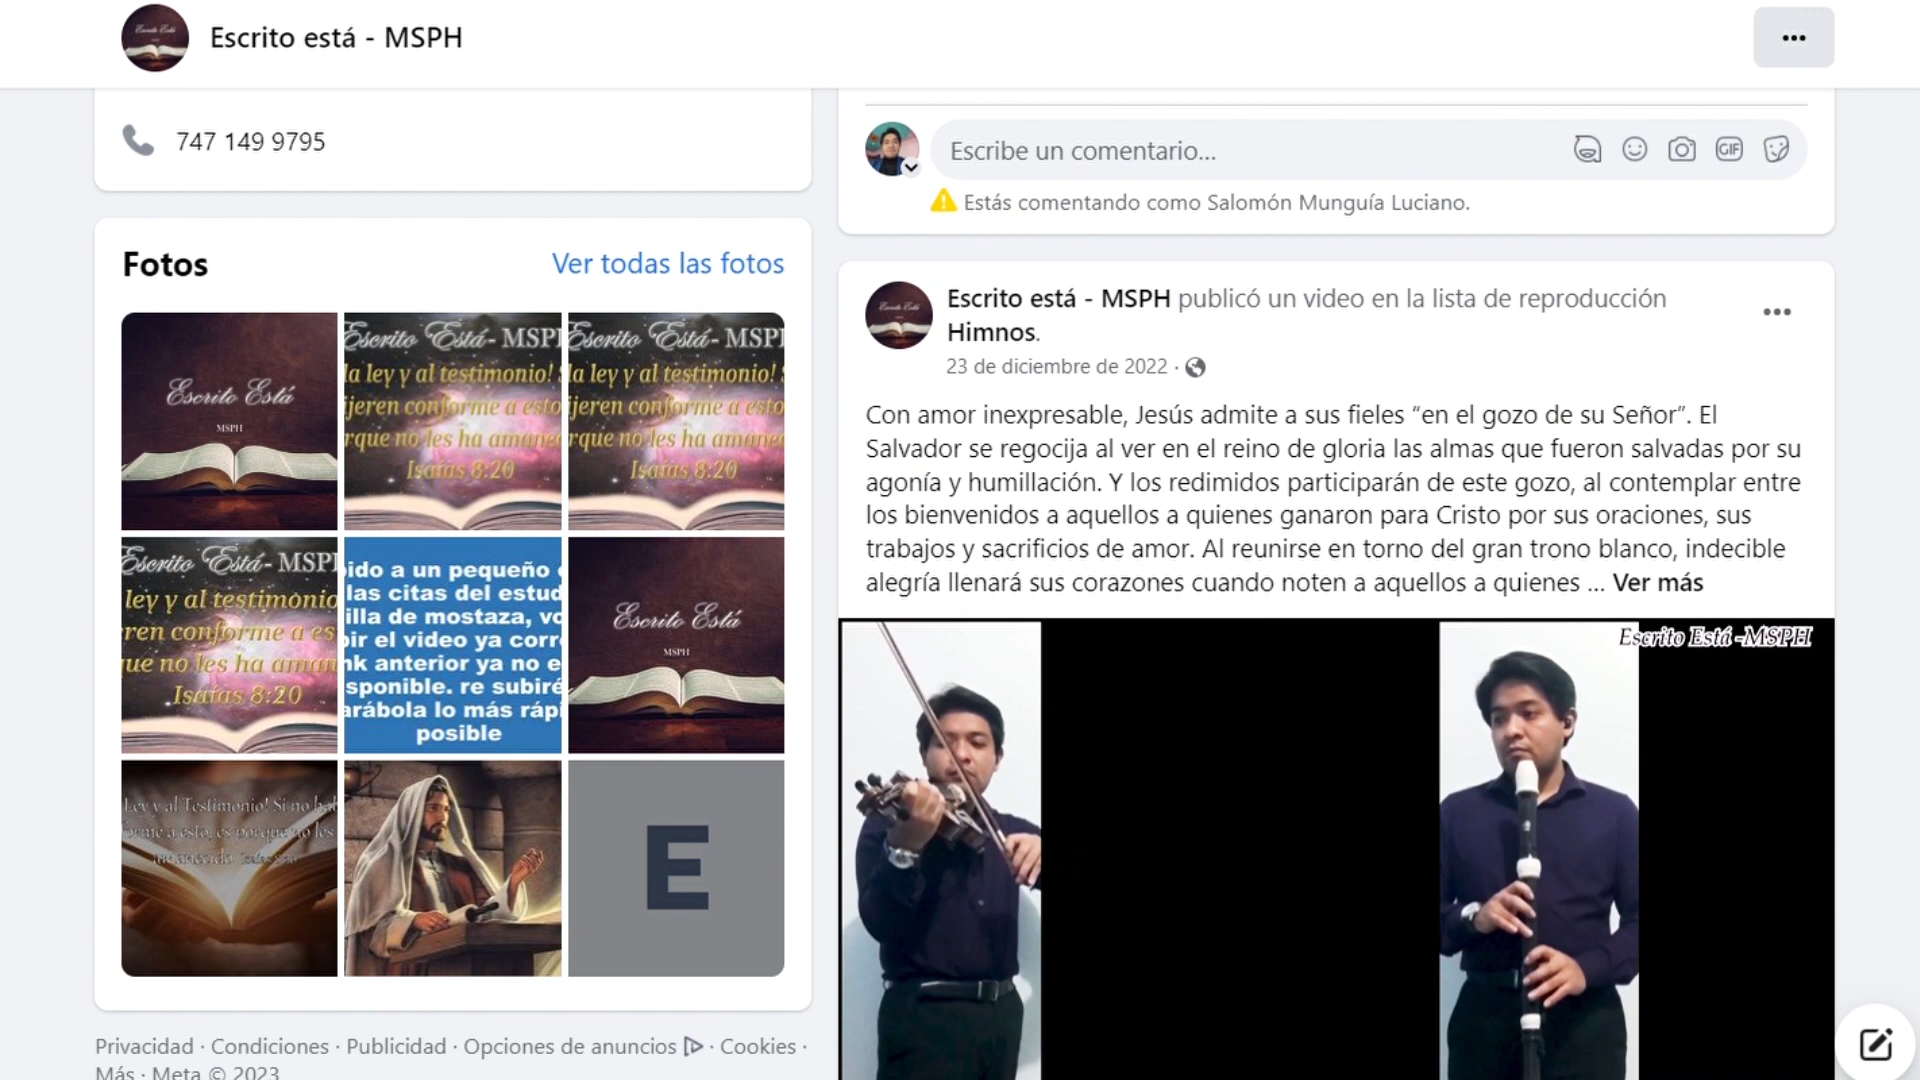 Escrito está - MSPH
747 149 9795
Fotos
Ver todas las fotos
Escrito Está
MSPH
Escrito Está- MSPH
la ley y al testimonio!
ijeren conforme a esto
rque no les ha amanec
Isaías 8:20
Escrito Está- MSPH
la ley y al testimonio!
ijeren conforme a esto
rque no les ha amanec
Isaías 8:20
Escrito Está- MSPH
ley y al testimonio
ren conforme a es
ue no les ha aman
Isaías 8:20
ido a un pequeño
las citas del estud
illa de mostaza, vo
ir el video ya corre
nk anterior ya no e
sponible. re subiré
arábola lo más rápi
posible
Escrito Está
MSPH
Ley y al Testimonio! Si no hab
orme a esto, es porque no les
amanecido
E
Privacidad · Condiciones · Publicidad · Opciones de anuncios · Cookies ·
Más · Meta © 2023
Escribe un comentario...
GIF
Estás comentando como Salomón Munguía Luciano.
Escrito está - MSPH publicó un video en la lista de reproducción
Himnos.
23 de diciembre de 2022 ·
Con amor inexpresable, Jesús admite a sus fieles “en el gozo de su Señor”. El
Salvador se regocija al ver en el reino de gloria las almas que fueron salvadas por su
agonía y humillación. Y los redimidos participarán de este gozo, al contemplar entre
los bienvenidos a aquellos a quienes ganaron para Cristo por sus oraciones, sus
trabajos y sacrificios de amor. Al reunirse en torno del gran trono blanco, indecible
alegría llenará sus corazones cuando noten a aquellos a quienes ... Ver más
Escrito Está -MSPH